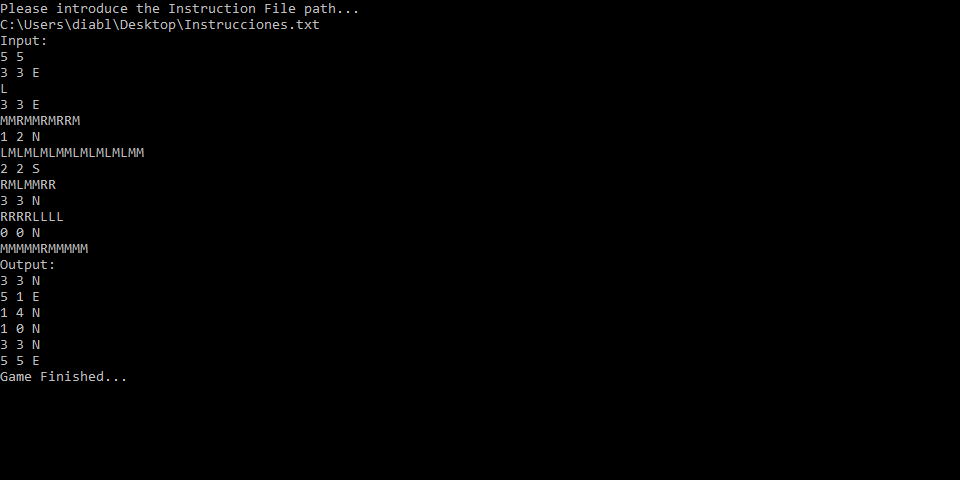 Please introduce the Instruction File path...
C:\Users\diabl\Desktop\Instrucciones.txt
Input:
5 5
3 3 E
L
3 3 E
MMRMMRMRRM
1 2 N
LMLMLMLMMLMLMLMLMM
2 2 S
RMLMMRR
3 3 N
RRRRLLLL
0 0 N
MMMMMRMMMMM
Output:
3 3 N
5 1 E
1 4 N
1 0 N
3 3 N
5 5 E
Game Finished...